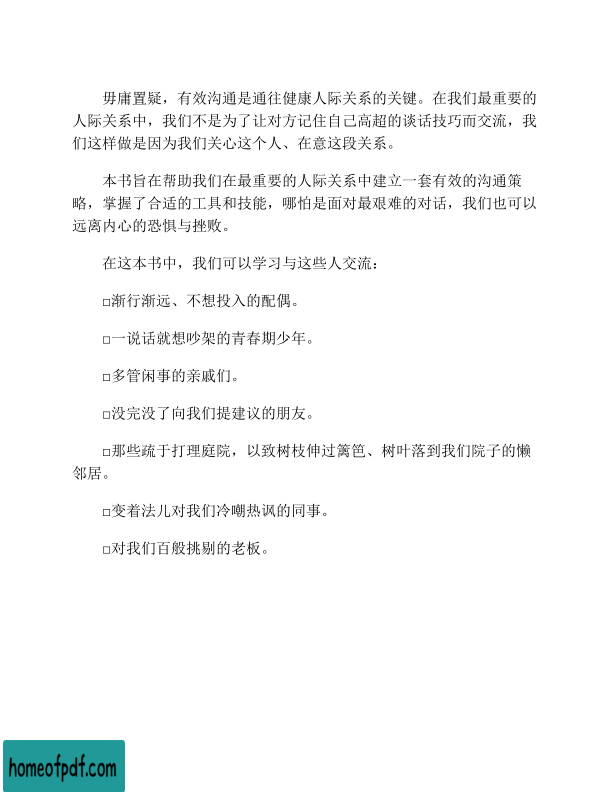 毋庸置疑，有效沟通是通往健康人际关系的关键。在我们最重要的
人际关系中，我们不是为了让对方记住自己高超的谈话技巧而交流，我
们这样做是因为我们关心这个人、在意这段关系。
本书旨在帮助我们在最重要的人际关系中建立一套有效的沟通策
略，掌握了合适的工具和技能，哪怕是面对最艰难的对话，我们也可以
远离内心的恐惧与挫败。
在这本书中，我们可以学习与这些人交流：
□渐行渐远、不想投入的配偶。
□一说话就想吵架的青春期少年。
□多管闲事的亲戚们。
□没完没了向我们提建议的朋友。
□那些疏于打理庭院，以致树枝伸过篱笆、树叶落到我们院子的懒
邻居。
□变着法儿对我们冷嘲热讽的同事。
□对我们百般挑剔的老板。
homeofpdf.com